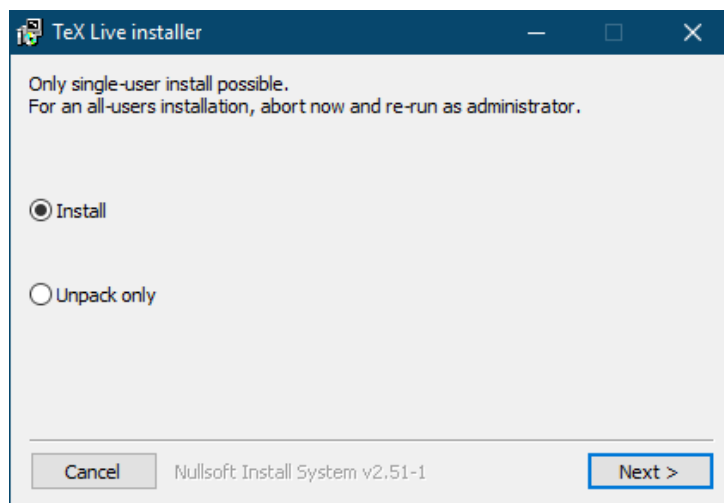 TeX Live installer
Only single-user install possible.
For an all-users installation, abort now and re-run as administrator.
Install
Unpack only
Cancel
Nullsoft Install System v2.51-1
Next >